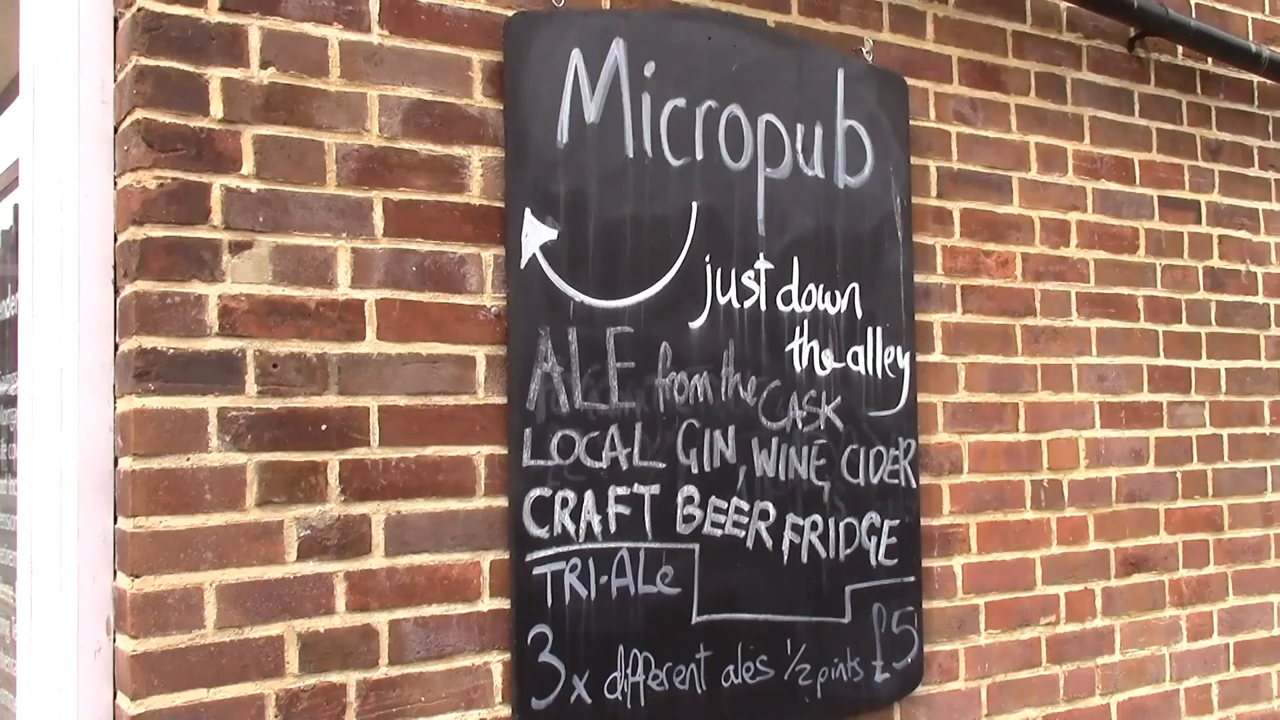 Micropub
just down
the alley
ALE from the CASK
LOCAL GIN, WINE, CIDER
CRAFT BEER FRIDGE
TRI-ALe
3x different ales 1/2 pints £5